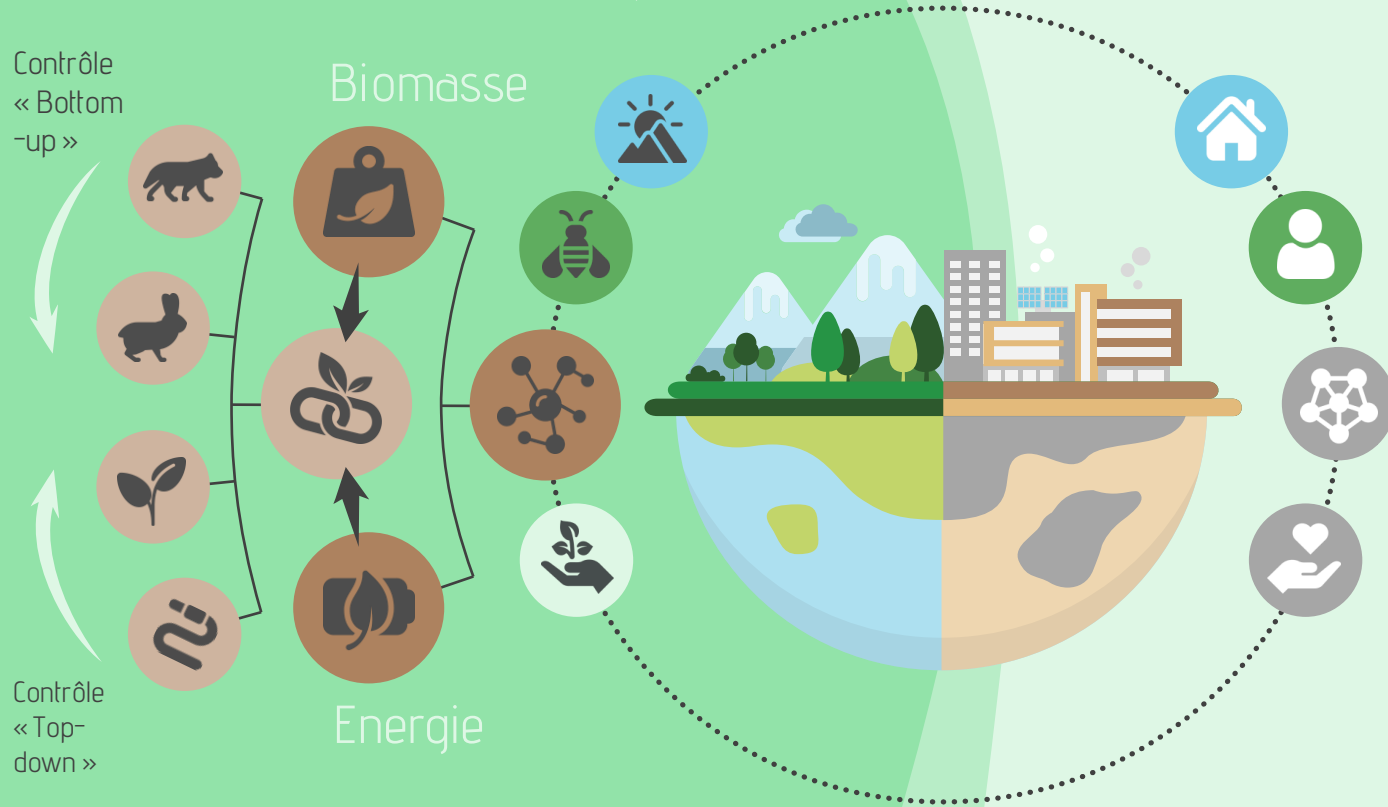 Contrôle
« Bottom
-up »
Biomasse
Energie
Contrôle
« Top-
down »